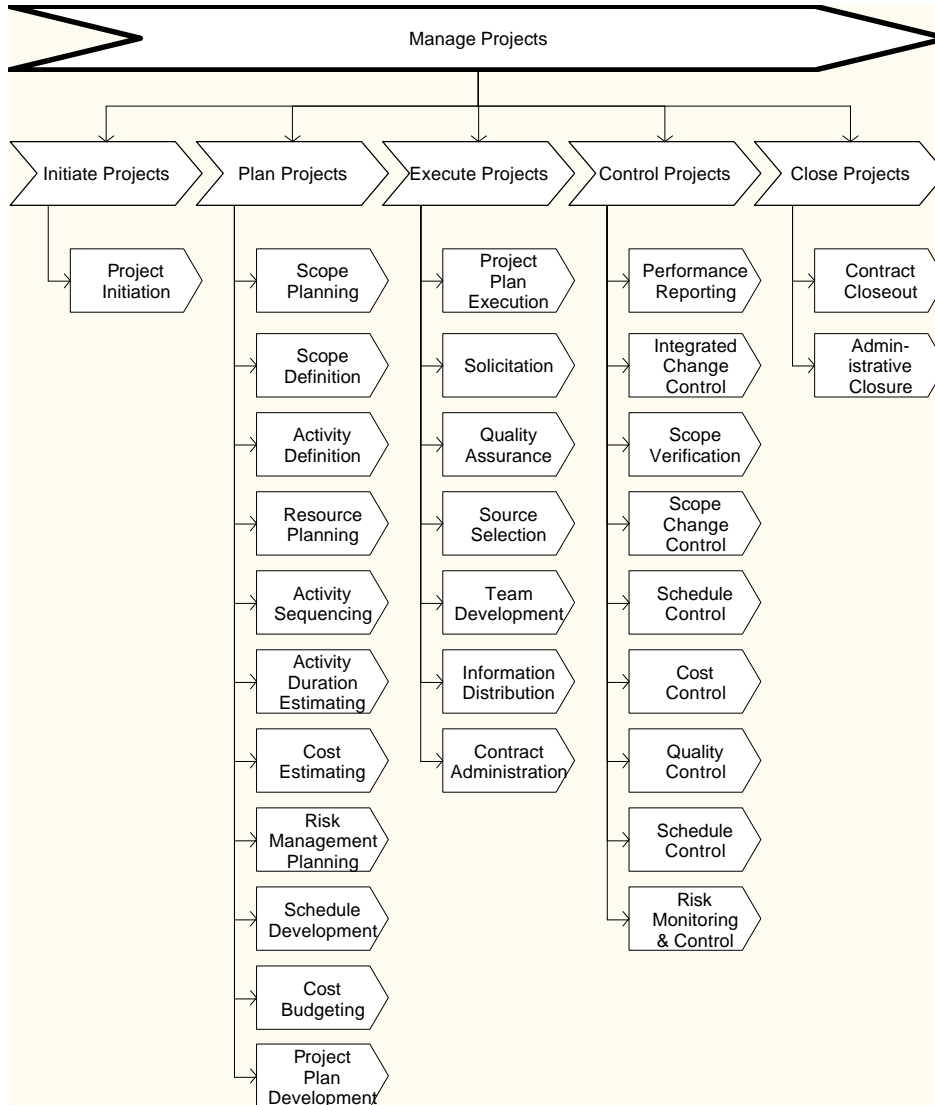 Manage Projects
Initiate Projects
Plan Projects
Execute Projects
Control Projects
Close Projects
Project
Initiation
Scope
Planning
Scope
Definition
Activity
Definition
Resource
Planning
Activity
Sequencing
Activity
Duration
Estimating
Cost
Estimating
Risk
Management
Planning
Schedule
Development
Cost
Budgeting
Project
Plan
Development
Project
Plan
Execution
Solicitation
Quality
Assurance
Source
Selection
Team
Development
Information
Distribution
Contract
Administration
Performance
Reporting
Integrated
Change
Control
Scope
Verification
Scope
Change
Control
Schedule
Control
Cost
Control
Quality
Control
Schedule
Control
Risk
Monitoring
& Control
Contract
Closeout
Admin-
istrative
Closure